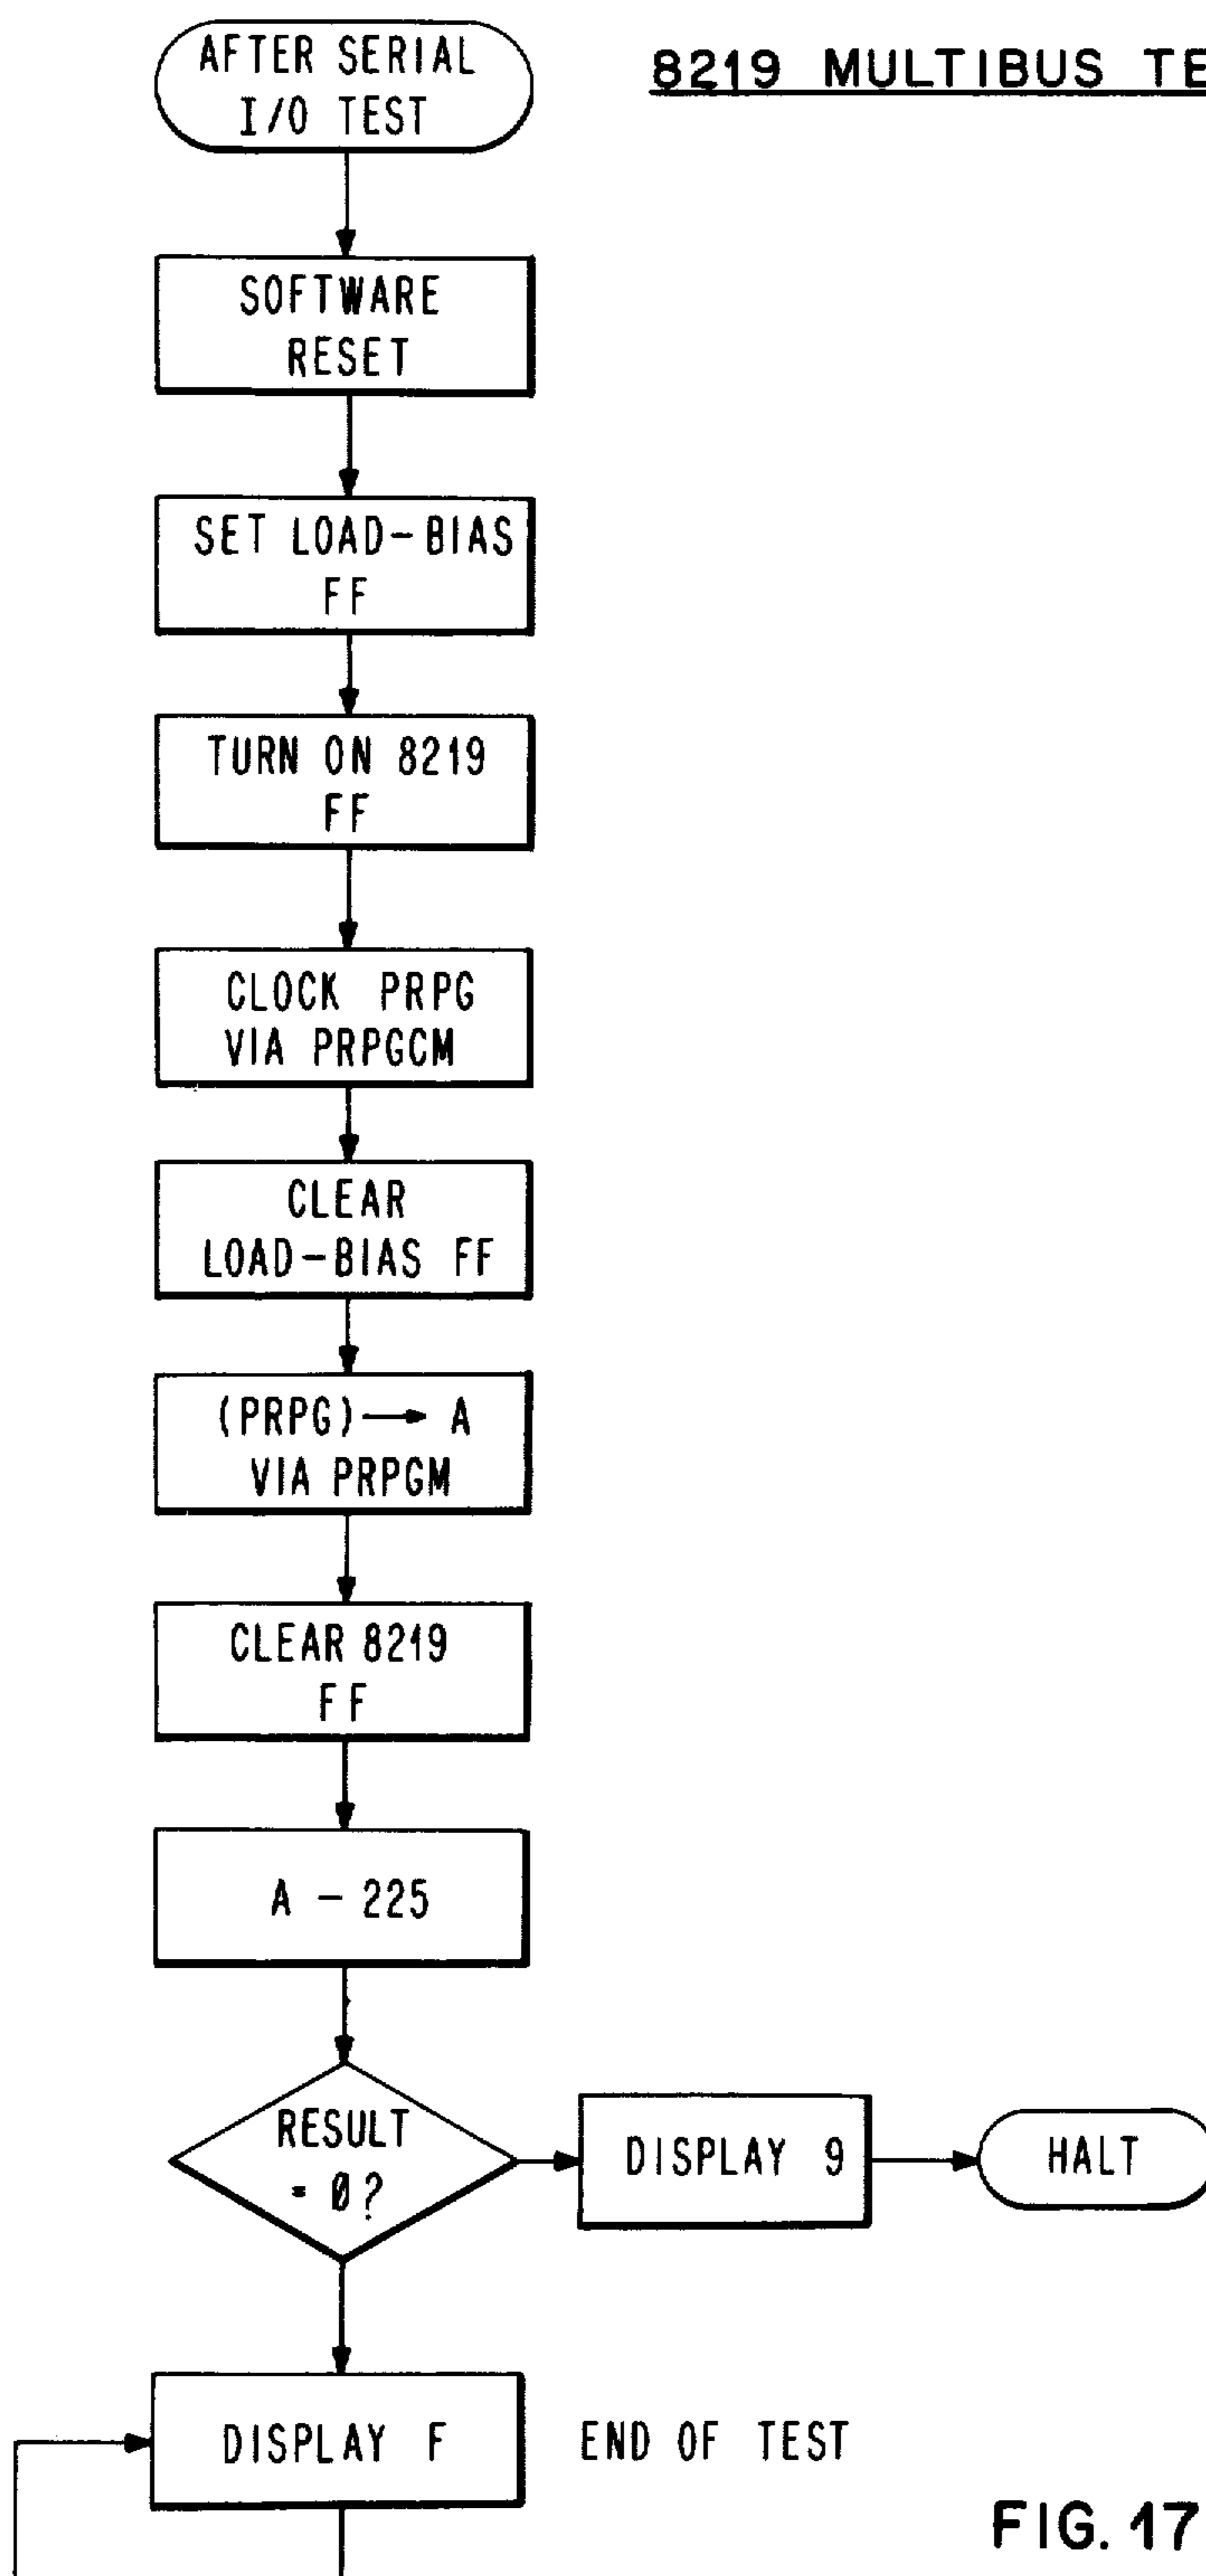 8219 MULTIBUS TE
AFTER SERIAL
I/O TEST
SOFTWARE
RESET
SET LOAD-BIAS
FF
TURN ON 8219
FF
CLOCK PRPG
VIA PRPGCM
CLEAR
LOAD-BIAS FF
(PRPG)→ A
VIA PRPGM
CLEAR 8219
FF
A - 225
RESULT
= 0?
DISPLAY 9
HALT
DISPLAY F
END OF TEST
FIG. 17